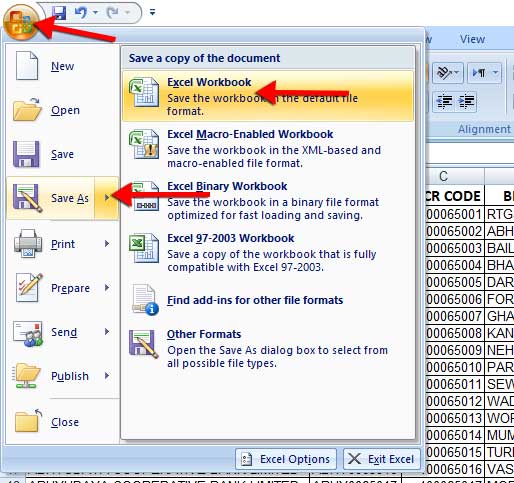 View
New
Open
Save
Save As
Print
Prepare
Send
Publish
Close
Save a copy of the document
Excel Workbook
Save the workbook in the default file
format.
Excel Macro-Enabled Workbook
Save the workbook in the XML-based and
macro-enabled file format.
Excel Binary Workbook
Save the workbook in a binary file format
optimized for fast loading and saving.
Excel 97-2003 Workbook
Save a copy of the workbook that is fully
compatible with Excel 97-2003.
Find add-ins for other file formats
Other Formats
Open the Save As dialog box to select from
all possible file types.
Excel Options
Exit Excel
Alignment
C
CR CODE
00065001 RTG
00065002 ABH
00065003 BAIL
00065004 BHA
00065005 DAR
00065006 FOR
00065007 GHA
00065008 KAN
00065009 NEH
00065010 PAR
00065011 SEW
00065012 WAD
00065013 WOR
00065014 MUM
00065015 TUR
00065016 VAS